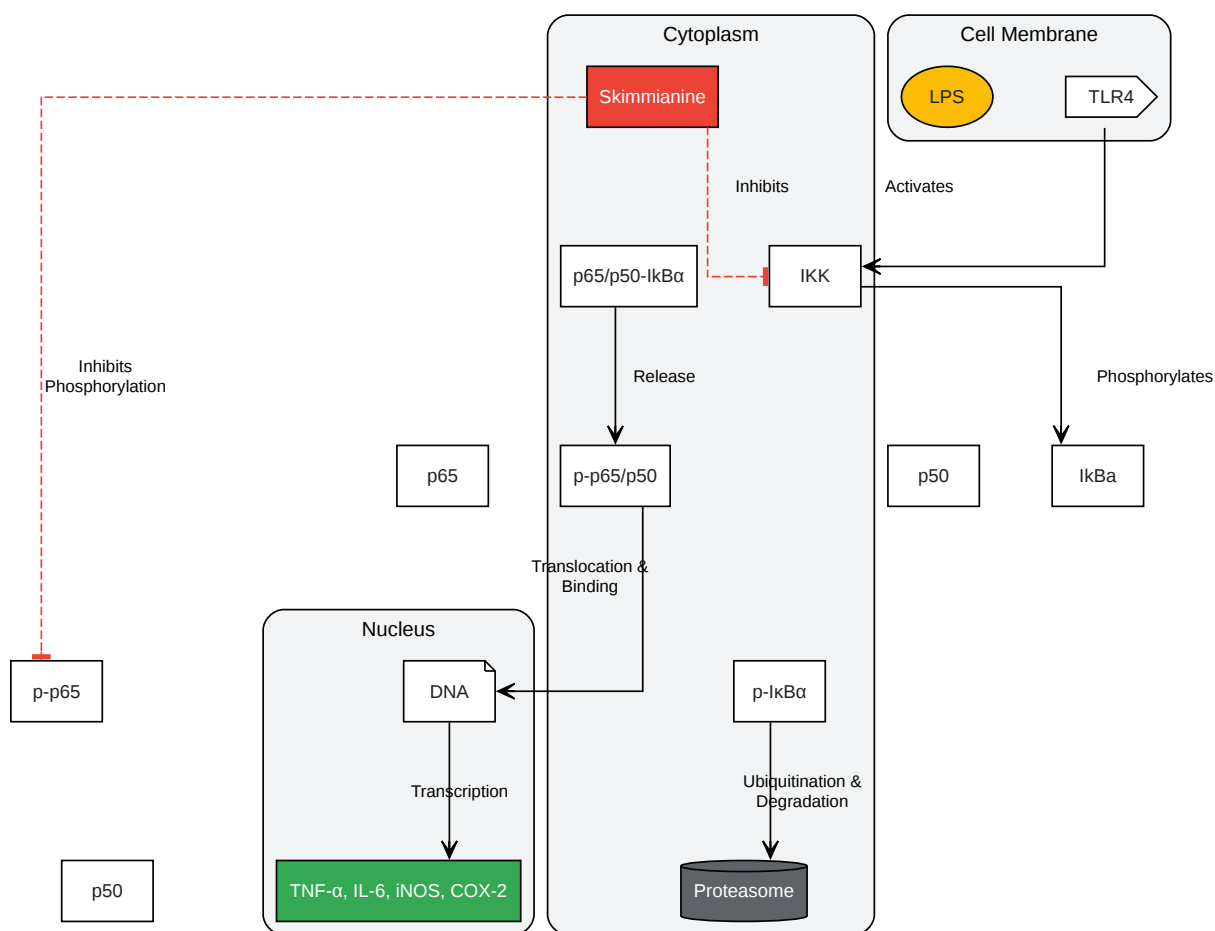 Cytoplasm
Cell Membrane
Skimmianine
LPS
TLR4
Inhibits
Activates
p65/p50-IkBα
IKK
Inhibits
Phosphorylation
Release
Phosphorylates
p65
p-p65/p50
p50
IkBa
Translocation &
Binding
Nucleus
p-p65
DNA
p-IκBα
Transcription
Ubiquitination &
Degradation
p50
TNF-α, IL-6, iNOS, COX-2
Proteasome